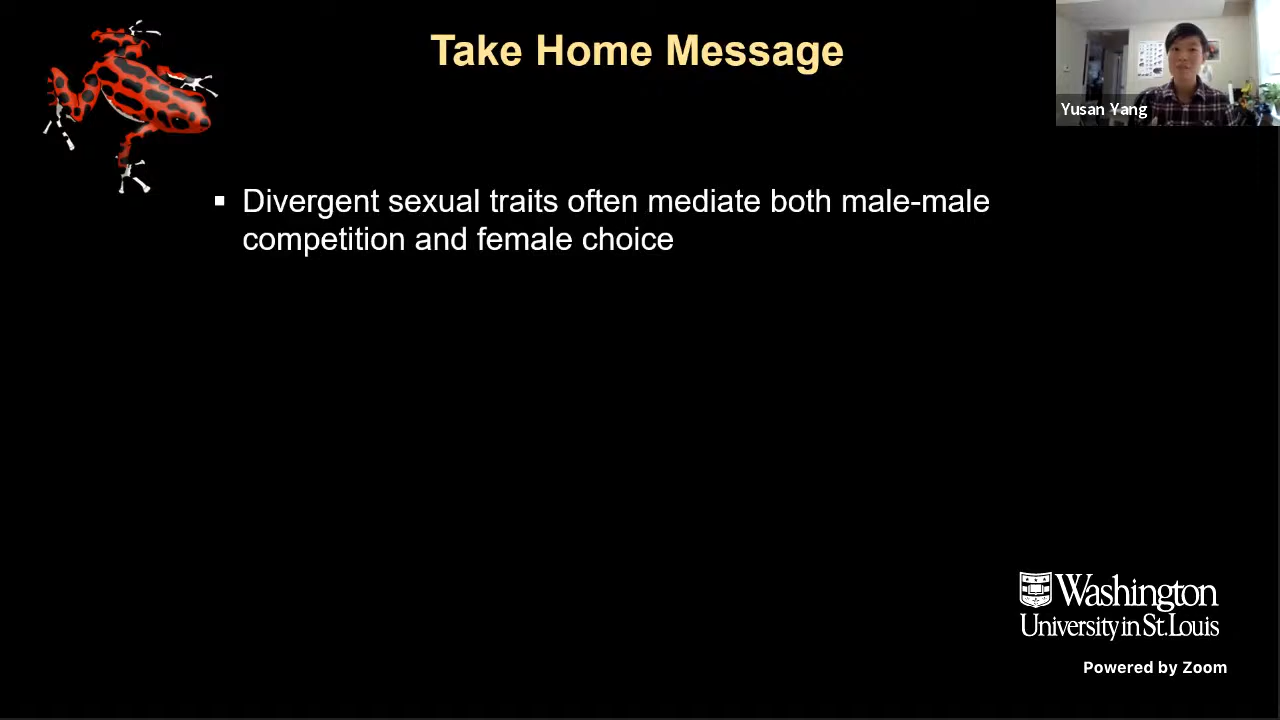 Take Home Message
Yusan Yang
▪ Divergent sexual traits often mediate both male-male
competition and female choice
Washington
University in St. Louis
Powered by Zoom